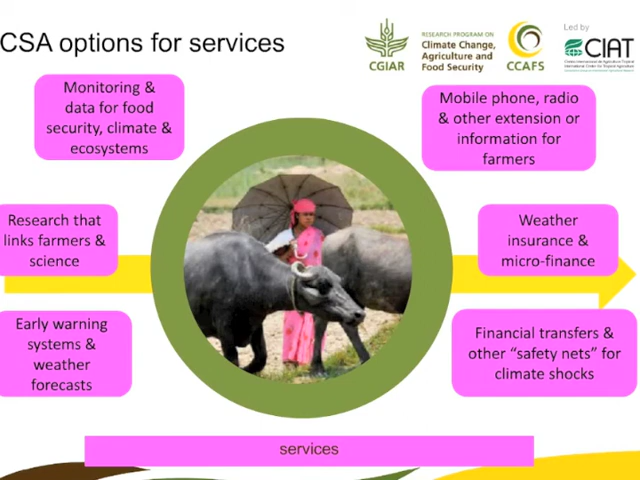 CSA options for services
CGIAR
RESEARCH PROGRAM ON
Climate Change,
Agriculture and
Food Security
CCAFS
Led by
CIAT
Monitoring &
data for food
security, climate &
ecosystems
Mobile phone, radio
& other extension or
information for
farmers
Research that
links farmers &
science
Weather
insurance &
micro-finance
Early warning
systems &
weather
forecasts
Financial transfers &
other “safety nets” for
climate shocks
services